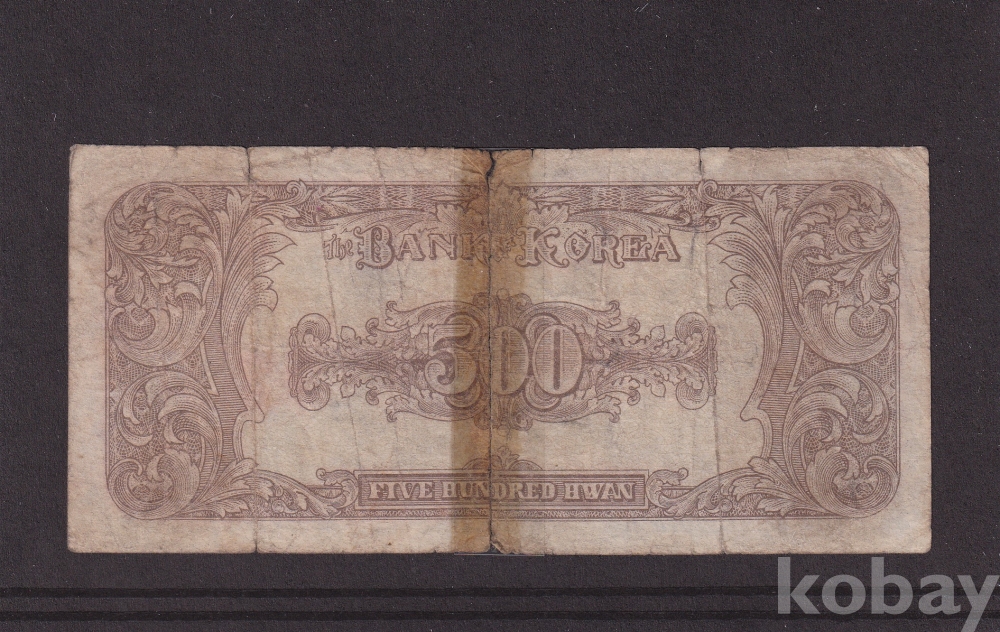 the BANK OF KOREA
500
FIVE HUNDRED HWAN
kobay